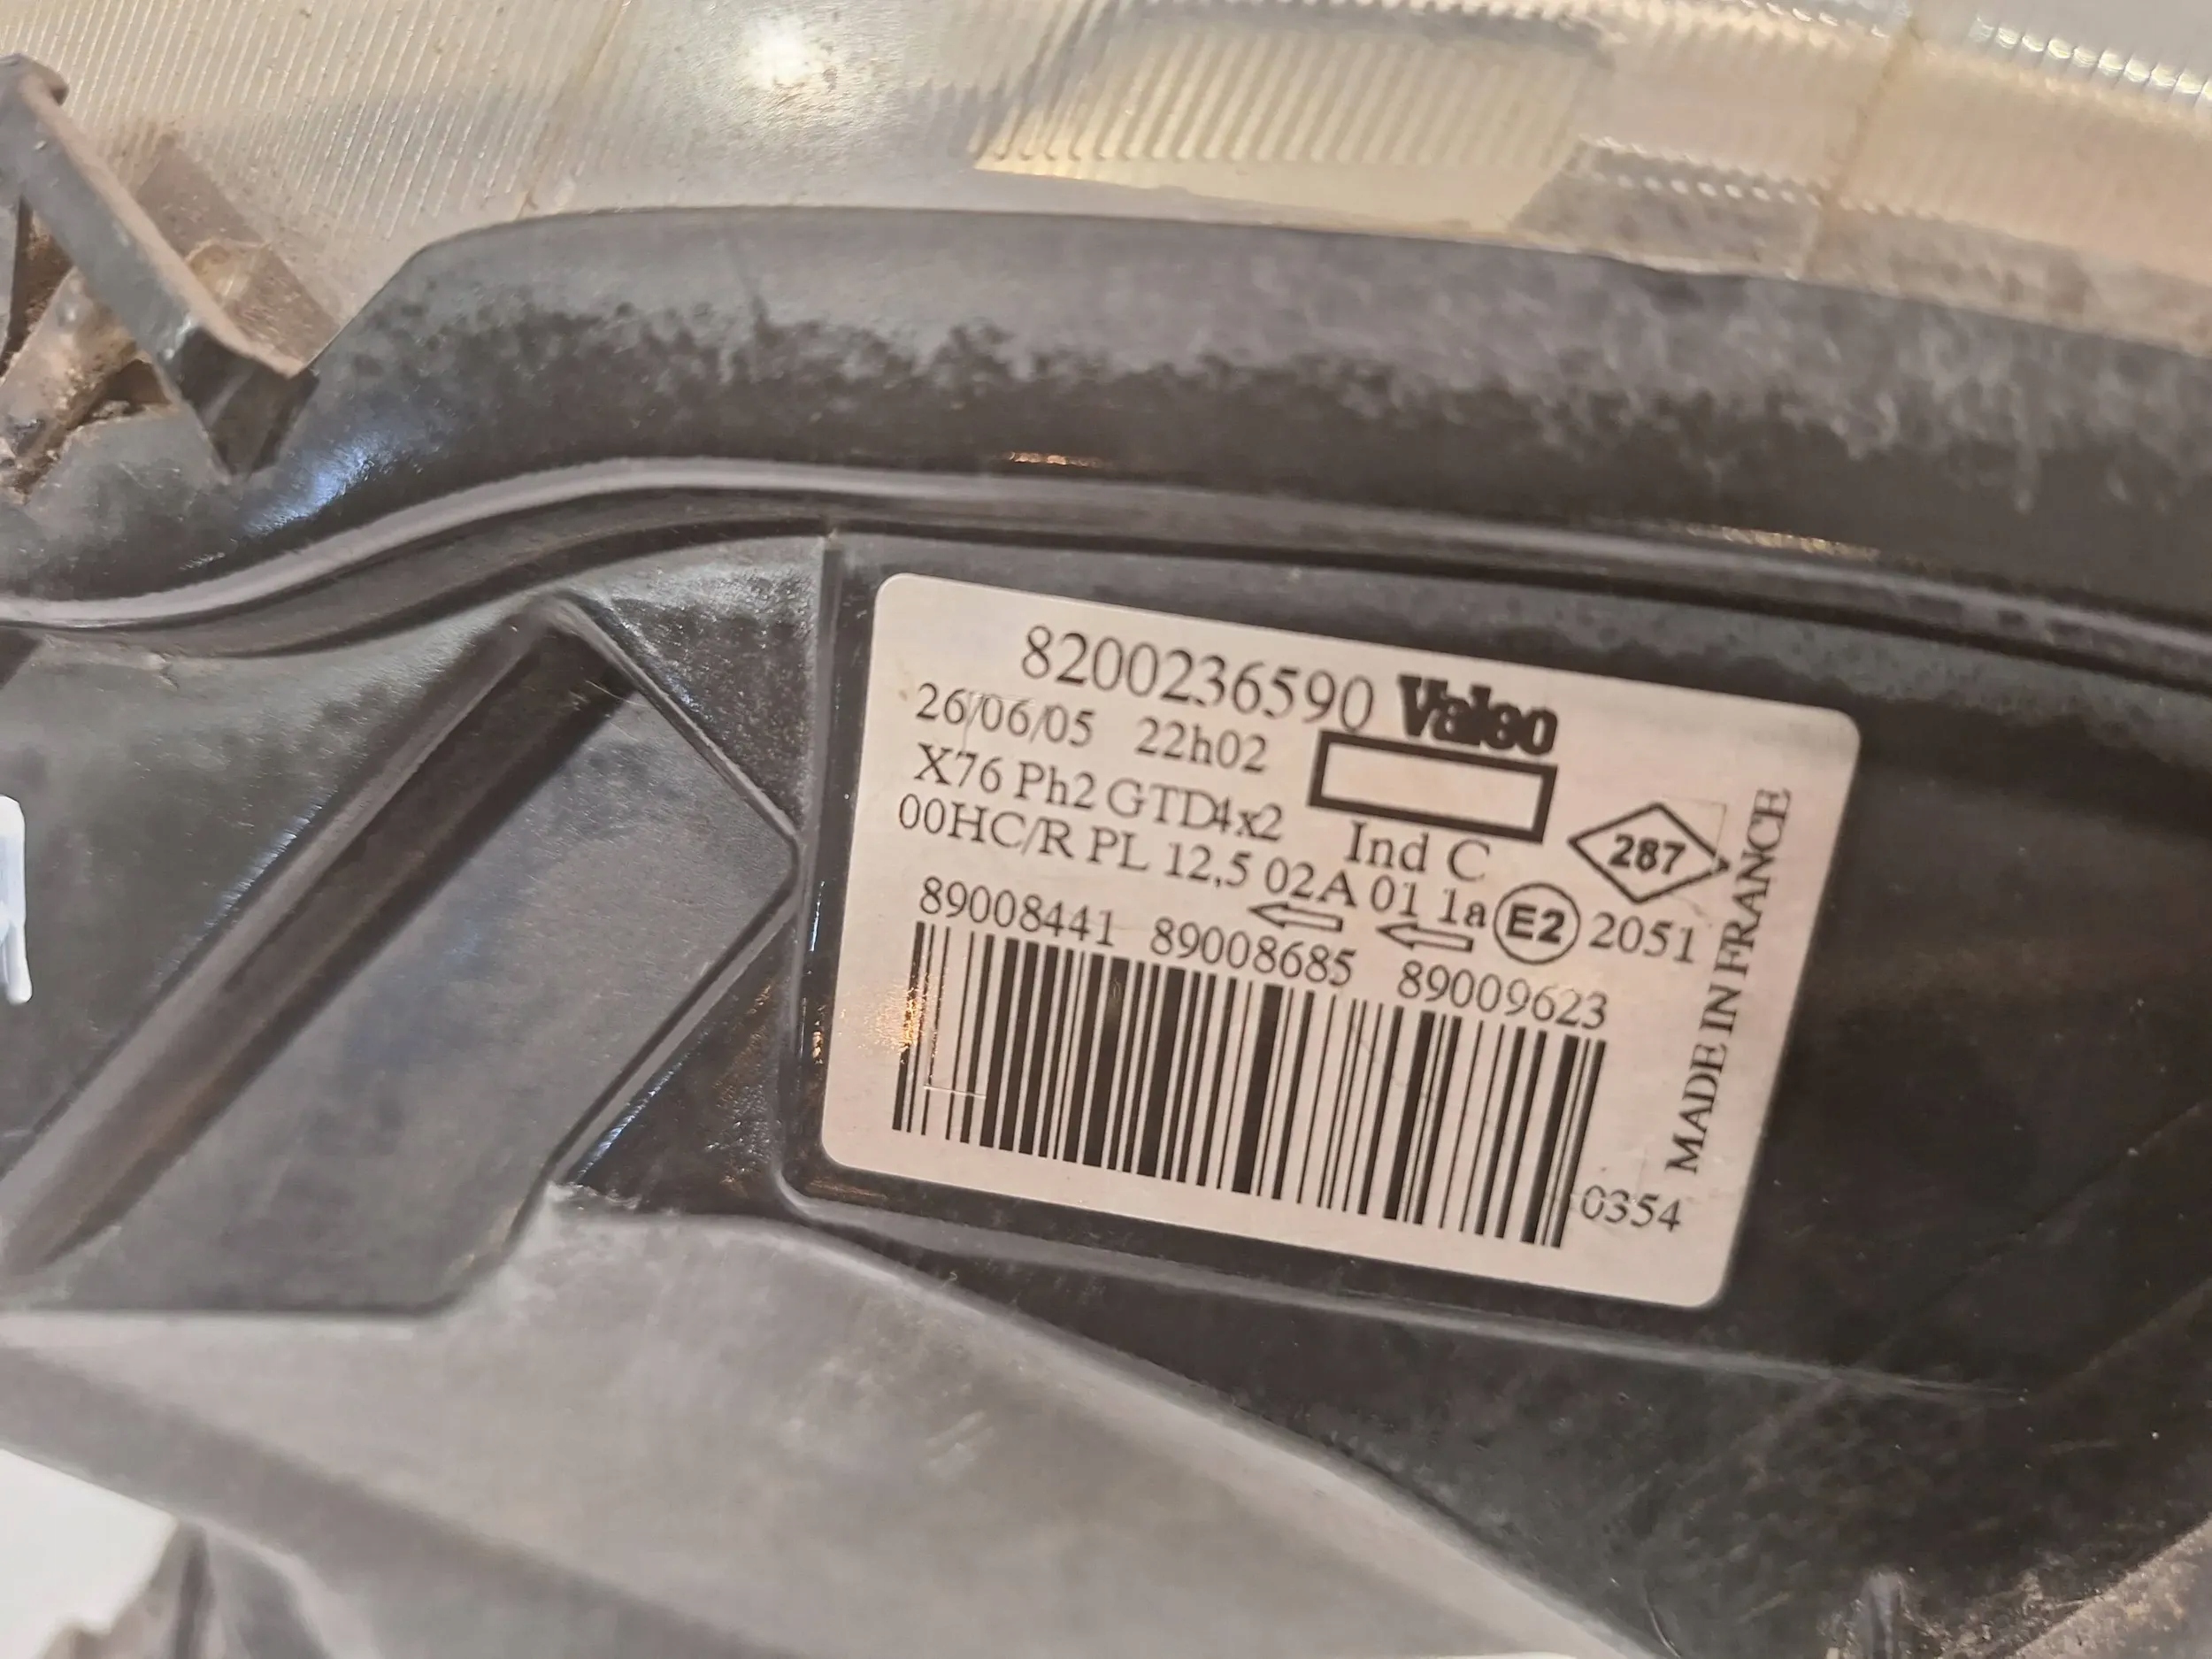 8200236590 Valeo
26/06/05 22h02
X76 Ph2 GTD4x2
Ind C
287
00HC/R PL 12,5 02A 01 1a E2 2051
89008441 89008685 89009623
0354
MADE IN FRANCE